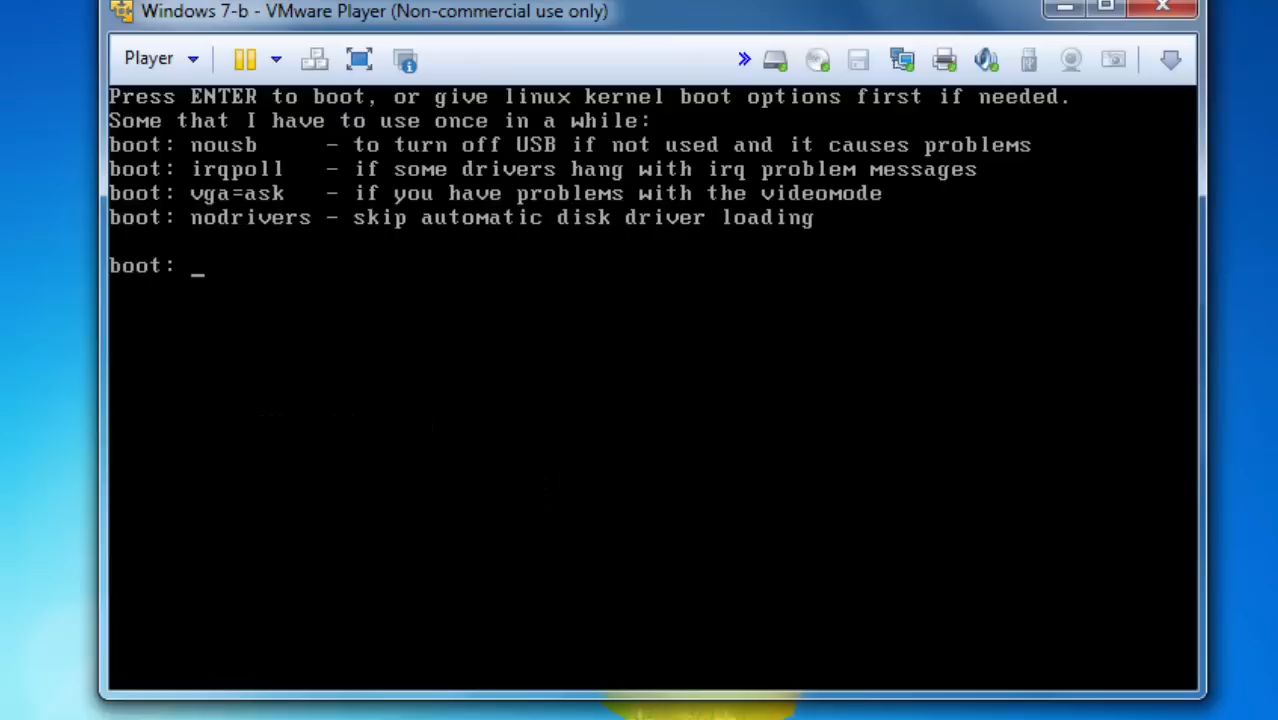 Windows 7-b - VMware Player (Non-commercial use only)
Player
Press ENTER to boot, or give linux kernel boot options first if needed.
Some that I have to use once in a while:
boot: nousb - to turn off USB if not used and it causes problems
boot: irqpoll - if some drivers hang with irq problem messages
boot: vga=ask - if you have problems with the videomode
boot: nodrivers - skip automatic disk driver loading
boot: _